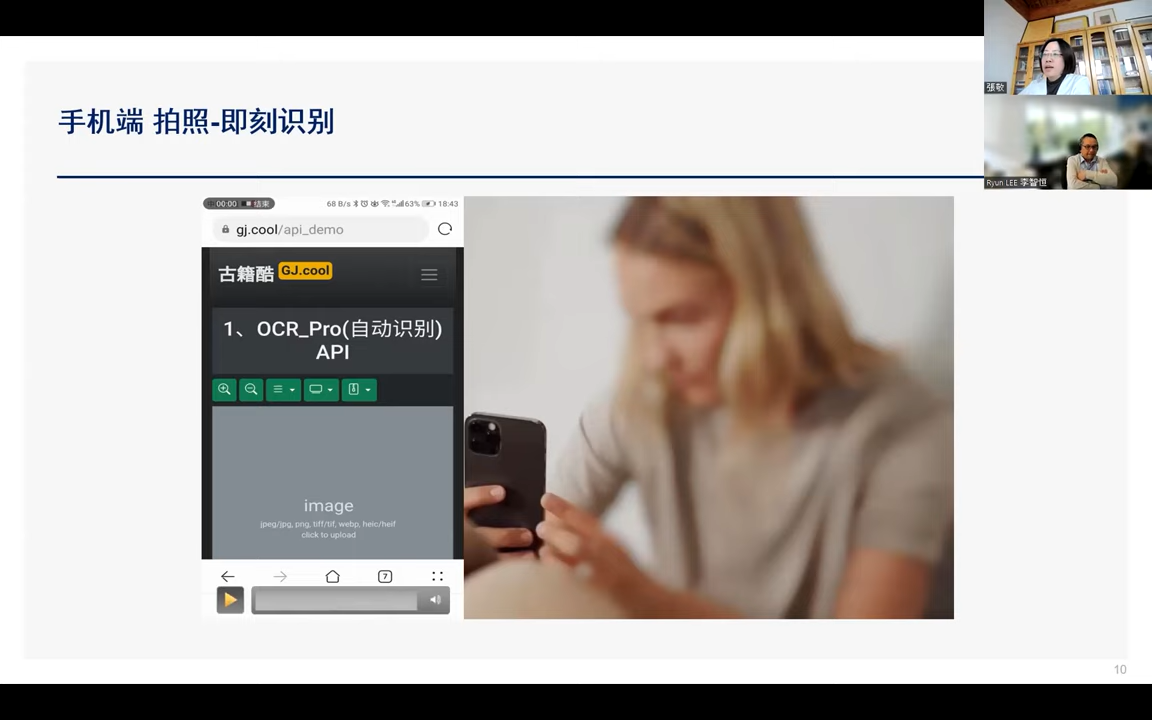 手机端 拍照-即刻识别
張敬
Ryun LEE 李智恒
00:00 结束
68 B/s 63% 18:43
gj.cool/api_demo
古籍酷 GJ.cool
1、OCR_Pro(自动识别)
API
image
jpeg/jpg, png, tiff/tif, webp, heic/heif
click to upload
7
10